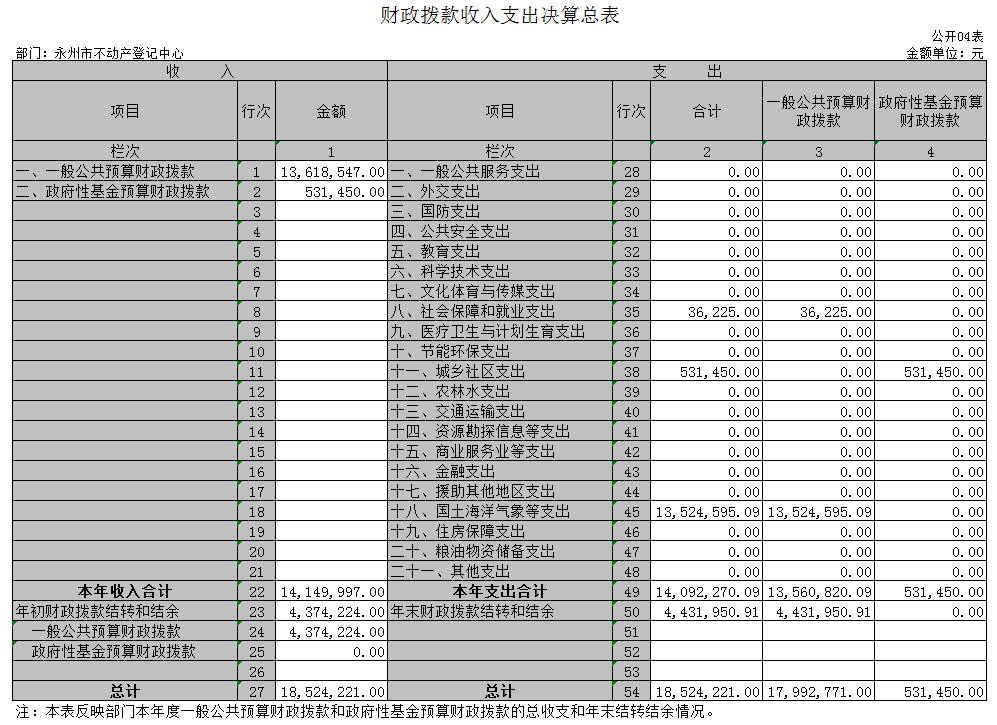 财政拨款收入支出决算总表
公开04表
部门：永州市不动产登记中心 金额单位：元
收 入 支 出
项目 行次 金额 项目 行次 合计 一般公共预算财政拨款 政府性基金预算财政拨款
栏次 1 栏次 2 3 4
一、一般公共预算财政拨款 1 13,618,547.00 一、一般公共服务支出 28 0.00 0.00 0.00
二、政府性基金预算财政拨款 2 531,450.00 二、外交支出 29 0.00 0.00 0.00
3 三、国防支出 30 0.00 0.00 0.00
4 四、公共安全支出 31 0.00 0.00 0.00
5 五、教育支出 32 0.00 0.00 0.00
6 六、科学技术支出 33 0.00 0.00 0.00
7 七、文化体育与传媒支出 34 0.00 0.00 0.00
8 八、社会保障和就业支出 35 36,225.00 36,225.00 0.00
9 九、医疗卫生与计划生育支出 36 0.00 0.00 0.00
10 十、节能环保支出 37 0.00 0.00 0.00
11 十一、城乡社区支出 38 531,450.00 0.00 531,450.00
12 十二、农林水支出 39 0.00 0.00 0.00
13 十三、交通运输支出 40 0.00 0.00 0.00
14 十四、资源勘探信息等支出 41 0.00 0.00 0.00
15 十五、商业服务业等支出 42 0.00 0.00 0.00
16 十六、金融支出 43 0.00 0.00 0.00
17 十七、援助其他地区支出 44 0.00 0.00 0.00
18 十八、国土海洋气象等支出 45 13,524,595.09 13,524,595.09 0.00
19 十九、住房保障支出 46 0.00 0.00 0.00
20 二十、粮油物资储备支出 47 0.00 0.00 0.00
21 二十一、其他支出 48 0.00 0.00 0.00
本年收入合计 22 14,149,997.00 本年支出合计 49 14,092,270.09 13,560,820.09 531,450.00
年初财政拨款结转和结余 23 4,374,224.00 年末财政拨款结转和结余 50 4,431,950.91 4,431,950.91 0.00
一般公共预算财政拨款 24 4,374,224.00 51
政府性基金预算财政拨款 25 0.00 52
26 53
总计 27 18,524,221.00 总计 54 18,524,221.00 17,992,771.00 531,450.00
注：本表反映部门本年度一般公共预算财政拨款和政府性基金预算财政拨款的总收支和年末结转结余情况。